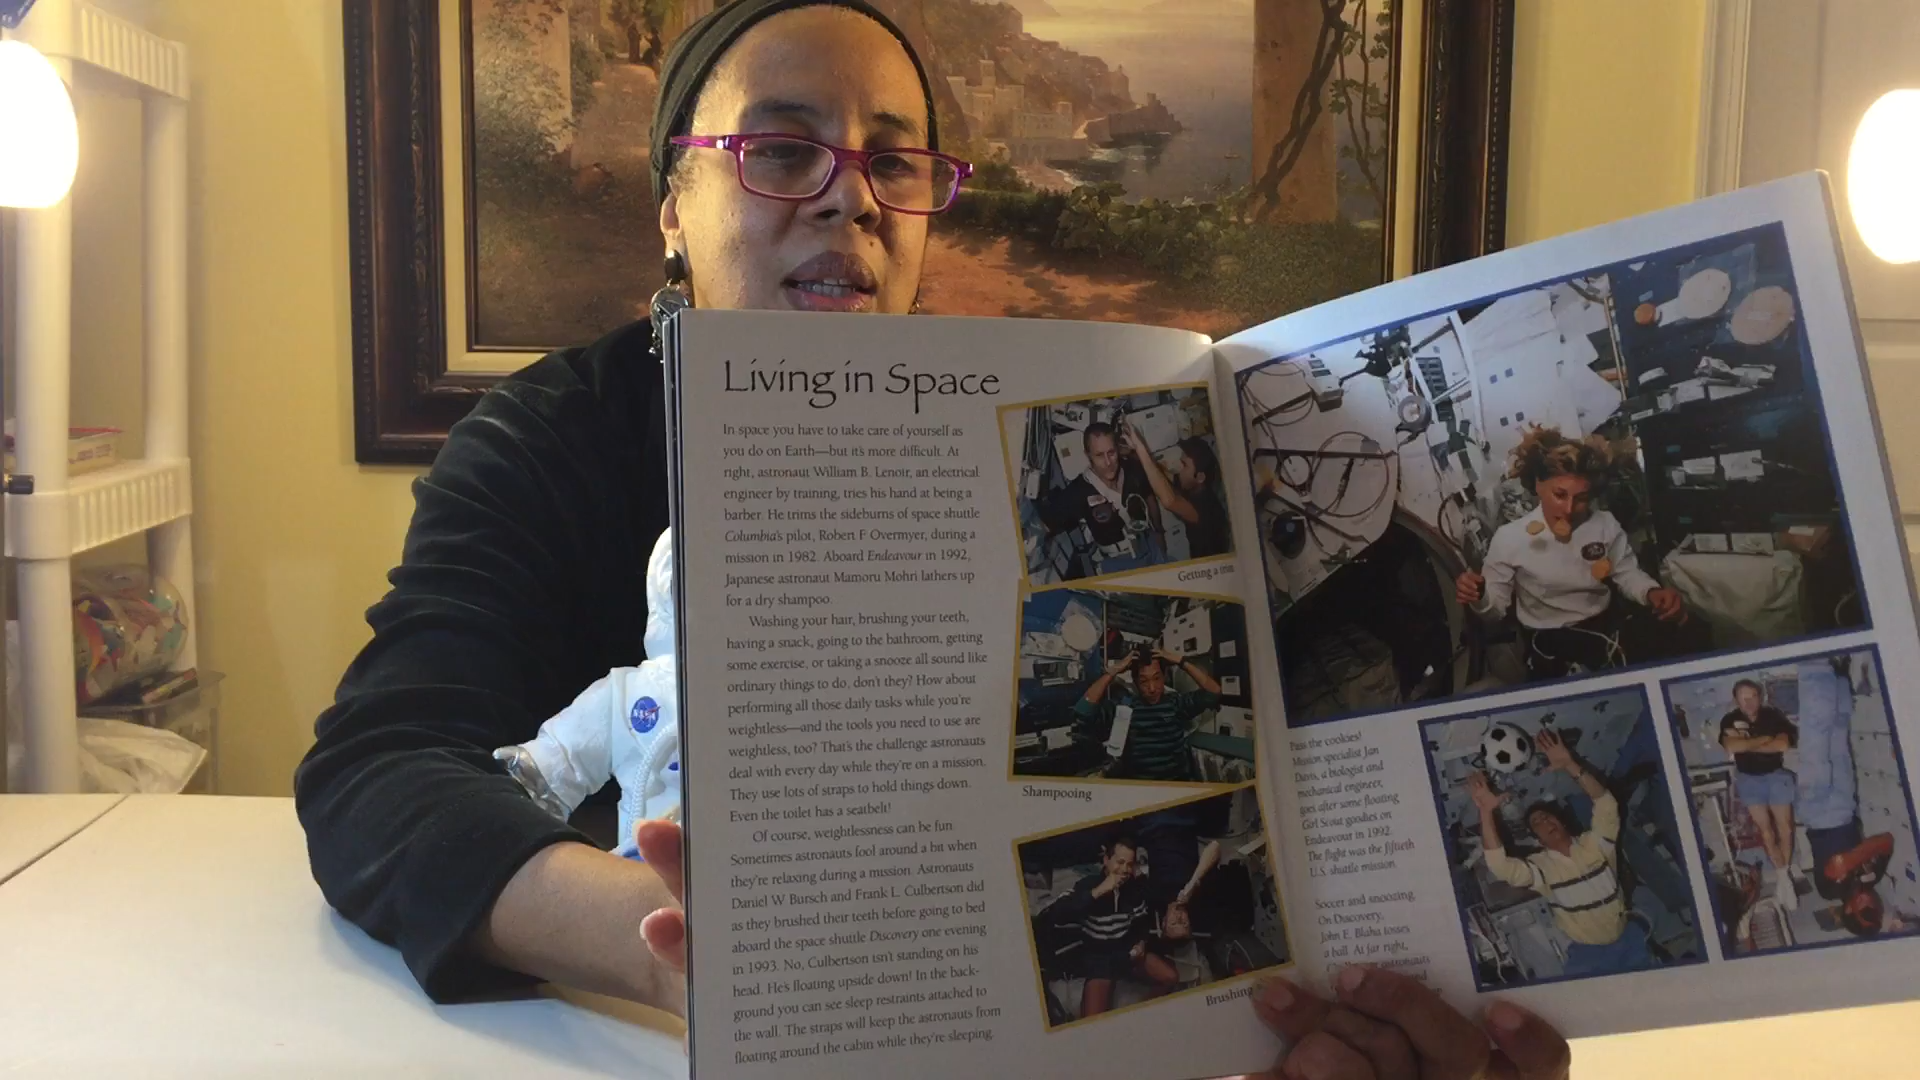 Living in Space
In space you have to take care of yourself as
you do on Earth—but it's more difficult. At
right, astronaut William B. Lenoir, an electrical
engineer by training, tries his hand at being a
barber. He trims the sideburns of space shuttle
Columbia's pilot, Robert F. Overmyer, during a
mission in 1982. Aboard Endeavour in 1992,
Japanese astronaut Mamoru Mohri lathers up
for a dry shampoo.
Washing your hair, brushing your teeth,
having a snack, going to the bathroom, getting
some exercise, or taking a snooze all sound like
ordinary things to do, don't they? How about
performing all those daily tasks while you're
weightless—and the tools you need to use are
weightless, too? That's the challenge astronauts
deal with every day while they're on a mission.
They use lots of straps to hold things down.
Even the toilet has a seatbelt!
Of course, weightlessness can be fun.
Sometimes astronauts fool around a bit when
they're relaxing during a mission. Astronauts
Daniel W. Bursch and Frank L. Culbertson did
as they brushed their teeth before going to bed
aboard the space shuttle Discovery one evening
in 1993. No, Culbertson isn't standing on his
head. He's floating upside down! In the back-
ground you can see sleep restraints attached to
the wall. The straps will keep the astronauts from
floating around the cabin while they're sleeping.
Getting a trim
Shampooing
Brushing
Pass the cookies!
Mission specialist Jan
Davis, a biologist and
mechanical engineer,
goes after some floating
Girl Scout goodies on
Endeavour in 1992.
The flight was the fiftieth
U.S. shuttle mission.
Soccer and snoozing.
On Discovery,
John E. Blaha tosses
a ball. At far right,
astronauts
NASA